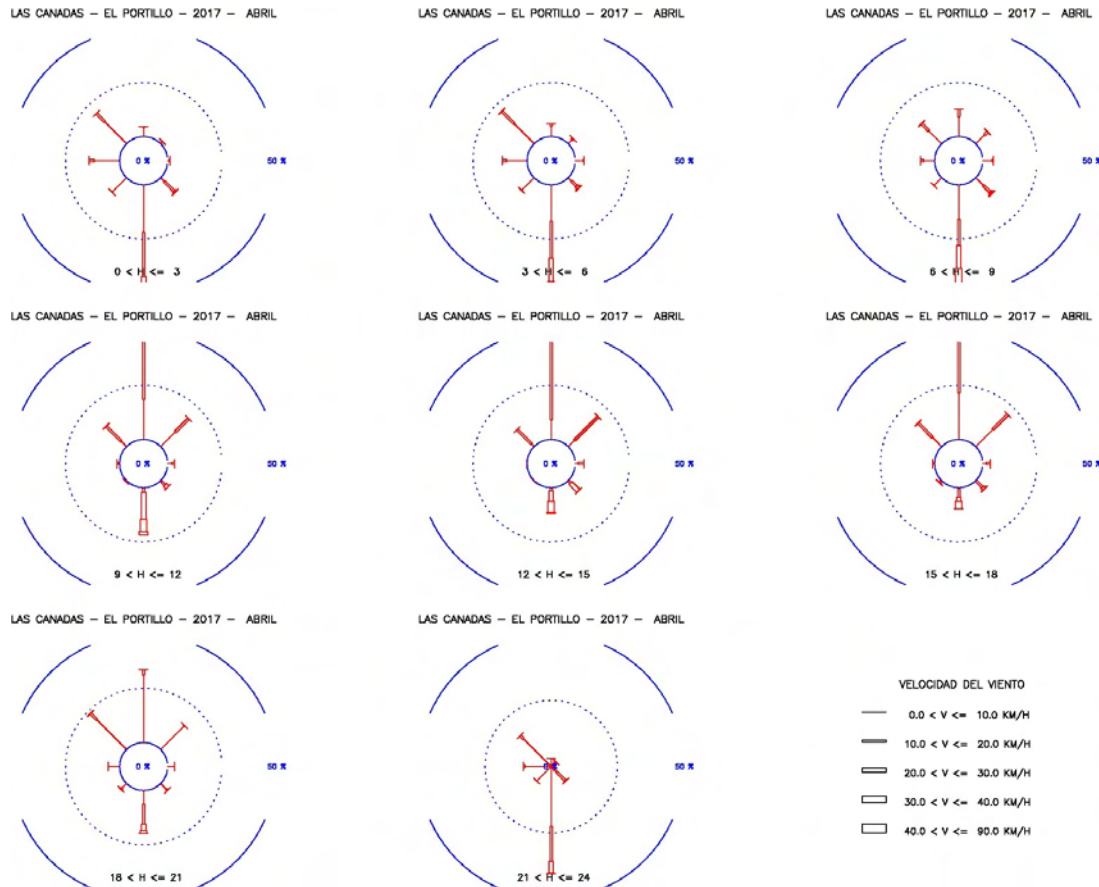 LAS CANADAS - EL PORTILLO - 2017 - ABRIL
0 %
50 %
0 < H <= 3
LAS CANADAS - EL PORTILLO - 2017 - ABRIL
0 %
50 %
3 < H <= 6
LAS CANADAS - EL PORTILLO - 2017 - ABRIL
0 %
50 %
6 < H <= 9
LAS CANADAS - EL PORTILLO - 2017 - ABRIL
0 %
50 %
9 < H <= 12
LAS CANADAS - EL PORTILLO - 2017 - ABRIL
0 %
50 %
12 < H <= 15
LAS CANADAS - EL PORTILLO - 2017 - ABRIL
0 %
50 %
15 < H <= 18
LAS CANADAS - EL PORTILLO - 2017 - ABRIL
0 %
50 %
18 < H <= 21
LAS CANADAS - EL PORTILLO - 2017 - ABRIL
50 %
21 < H <= 24
VELOCIDAD DEL VIENTO
0.0 < V <= 10.0 KM/H
10.0 < V <= 20.0 KM/H
20.0 < V <= 30.0 KM/H
30.0 < V <= 40.0 KM/H
40.0 < V <= 90.0 KM/H